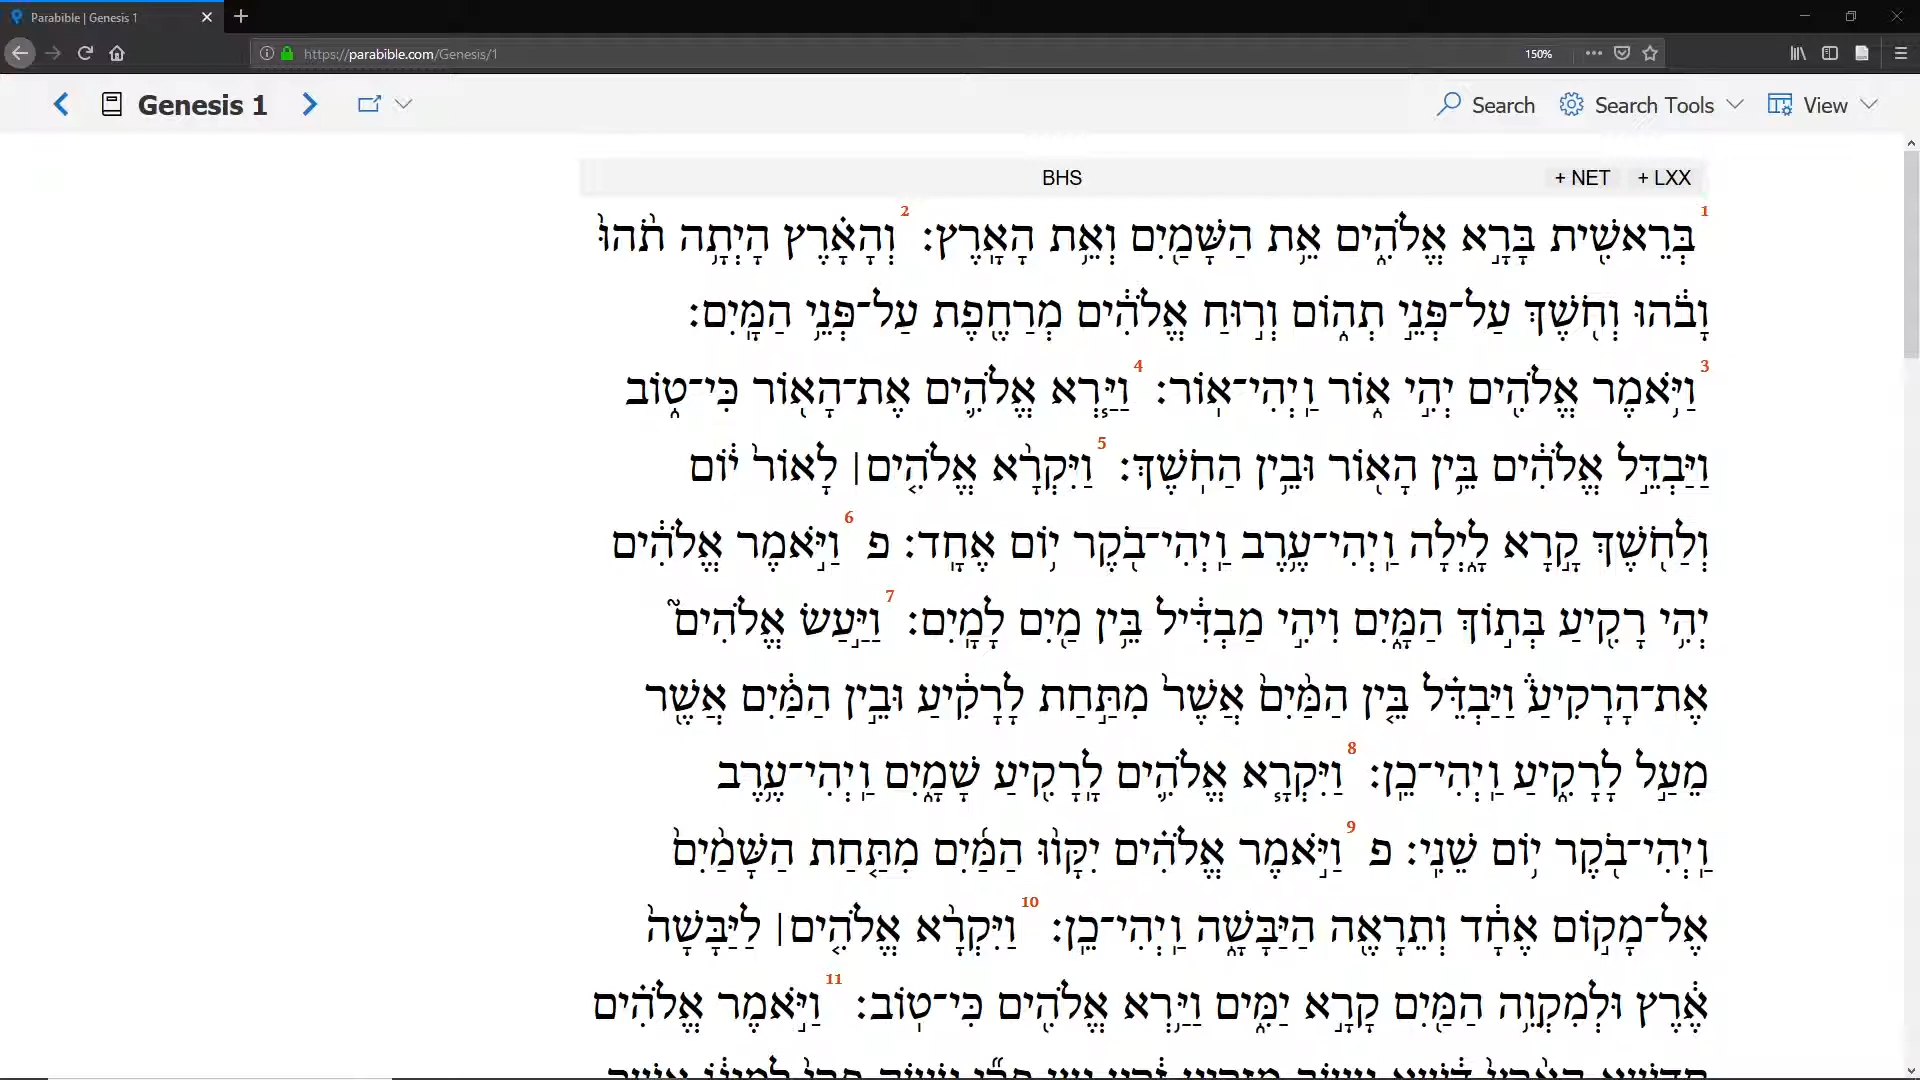 Parabible | Genesis 1
https://parabible.com/Genesis/1
150%
Genesis 1
Search
Search Tools
View
BHS
+ NET
+ LXX
1 בְּרֵאשִׁ֖ית בָּרָ֣א אֱלֹהִ֑ים אֵ֥ת הַשָּׁמַ֖יִם וְאֵ֥ת הָאָֽרֶץ׃ 2 וְהָאָ֗רֶץ הָיְתָ֥ה תֹ֙הוּ֙
וָבֹ֔הוּ וְחֹ֖שֶׁךְ עַל־פְּנֵ֣י תְה֑וֹם וְר֣וּחַ אֱלֹהִ֔ים מְרַחֶ֖פֶת עַל־פְּנֵ֥י הַמָּֽיִם׃
3 וַיֹּ֥אמֶר אֱלֹהִ֖ים יְהִ֣י א֑וֹר וַֽיְהִי־אֽוֹר׃ 4 וַיַּ֧רְא אֱלֹהִ֛ים אֶת־הָא֖וֹר כִּי־ט֑וֹב
וַיַּבְדֵּ֣ל אֱלֹהִ֔ים בֵּ֥ין הָא֖וֹר וּבֵ֥ין הַחֹֽשֶׁךְ׃ 5 וַיִּקְרָ֨א אֱלֹהִ֤ים׀ לָאוֹר֙ י֔וֹם
וְלַחֹ֖שֶׁךְ קָ֣רָא לָ֑יְלָה וַֽיְהִי־עֶ֥רֶב וַֽיְהִי־בֹ֖קֶר י֥וֹם אֶחָֽד׃ פ 6 וַיֹּ֣אמֶר אֱלֹהִ֔ים
יְהִ֥י רָקִ֖יעַ בְּת֣וֹךְ הַמָּ֑יִם וִיהִ֣י מַבְדִּ֔יל בֵּ֥ין מַ֖יִם לָמָֽיִם׃ 7 וַיַּ֣עַשׂ אֱלֹהִים֮
אֶת־הָרָקִיעַ֒ וַיַּבְדֵּ֗ל בֵּ֤ין הַמַּ֙יִם֙ אֲשֶׁר֙ מִתַּ֣חַת לָרָקִ֔יעַ וּבֵ֣ין הַמַּ֔יִם אֲשֶׁ֖ר
מֵעַ֣ל לָרָקִ֑יעַ וַֽיְהִי־כֵֽן׃ 8 וַיִּקְרָ֧א אֱלֹהִ֛ים לָֽרָקִ֖יעַ שָׁמָ֑יִם וַֽיְהִי־עֶ֥רֶב
וַֽיְהִי־בֹ֖קֶר י֥וֹם שֵׁנִֽי׃ פ 9 וַיֹּ֣אמֶר אֱלֹהִ֗ים יִקָּו֨וּ הַמַּ֜יִם מִתַּ֤חַת הַשָּׁמַ֙יִם֙
אֶל־מָק֣וֹם אֶחָ֔ד וְתֵרָאֶ֖ה הַיַּבָּשָׁ֑ה וַֽיְהִי־כֵֽן׃ 10 וַיִּקְרָ֨א אֱלֹהִ֤ים׀ לַיַּבָּשָׁה֙
אֶ֔רֶץ וּלְמִקְוֵ֥ה הַמַּ֖יִם קָרָ֣א יַמִּ֑ים וַיַּ֥רְא אֱלֹהִ֖ים כִּי־טֽוֹב׃ 11 וַיֹּ֣אמֶר אֱלֹהִ֗ים